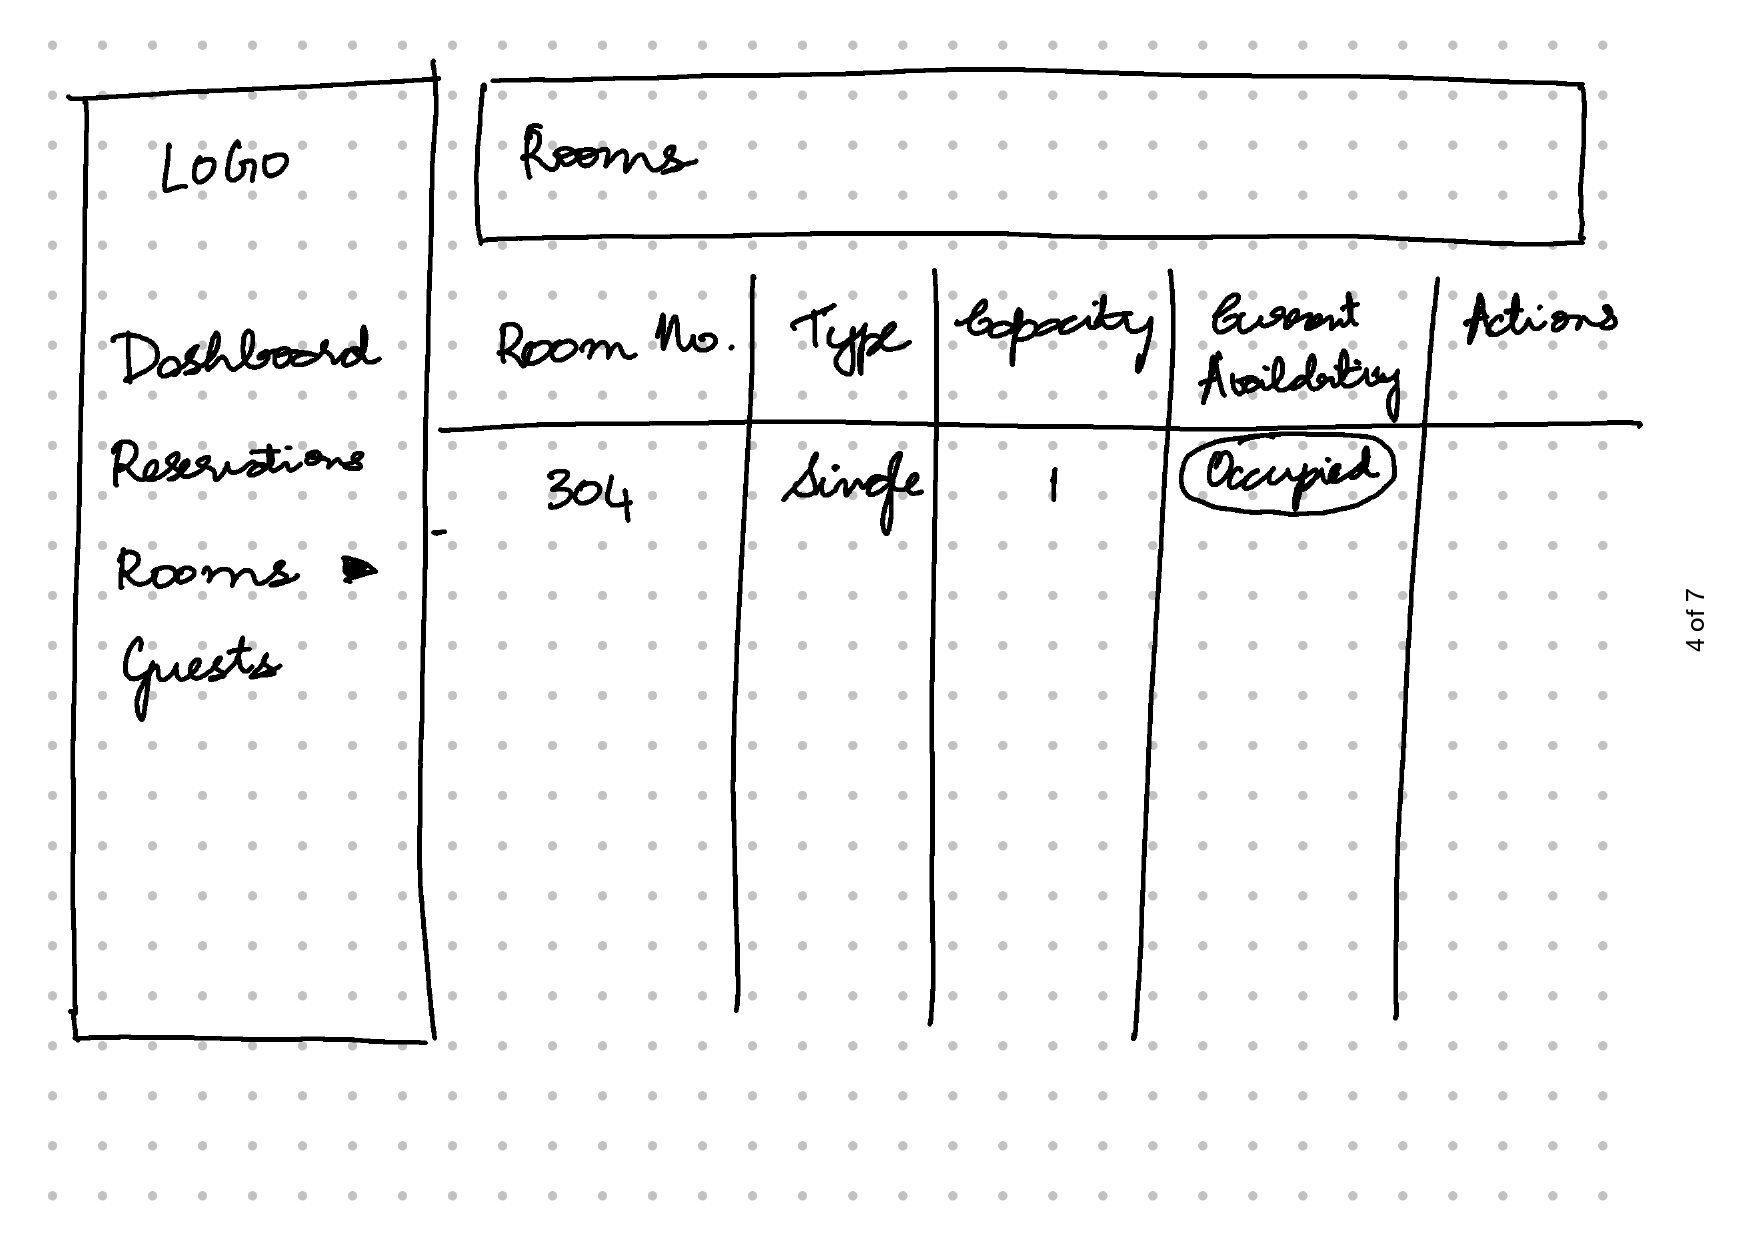 LOGO
Dashboard
Reservations
Rooms
Guests
Rooms
Room No.
Type
Capacity
Current
Availability
Actions
304
Single
1
Occupied
4 of 7